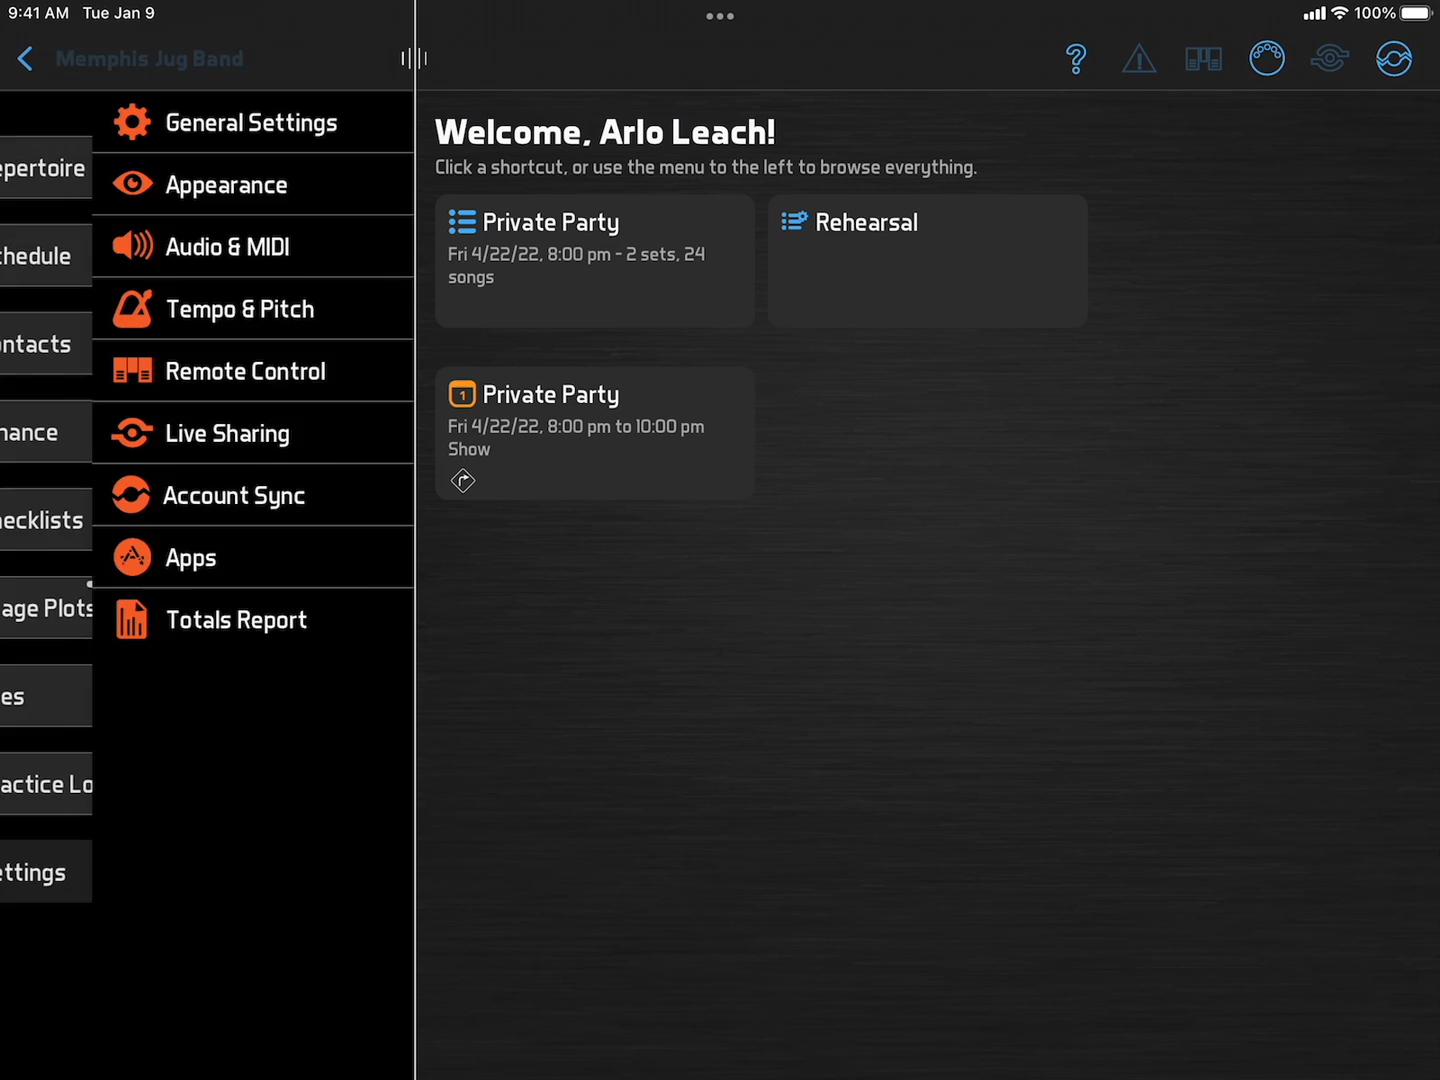 9:41 AM Tue Jan 9
100%
Memphis Jug Band
epertoire
hedule
ntacts
nance
ecklists
age Plots
es
actice Lo
ettings
General Settings
Appearance
Audio & MIDI
Tempo & Pitch
Remote Control
Live Sharing
Account Sync
Apps
Totals Report
Welcome, Arlo Leach!
Click a shortcut, or use the menu to the left to browse everything.
Private Party
Fri 4/22/22, 8:00 pm - 2 sets, 24
songs
Rehearsal
1
Private Party
Fri 4/22/22, 8:00 pm to 10:00 pm
Show